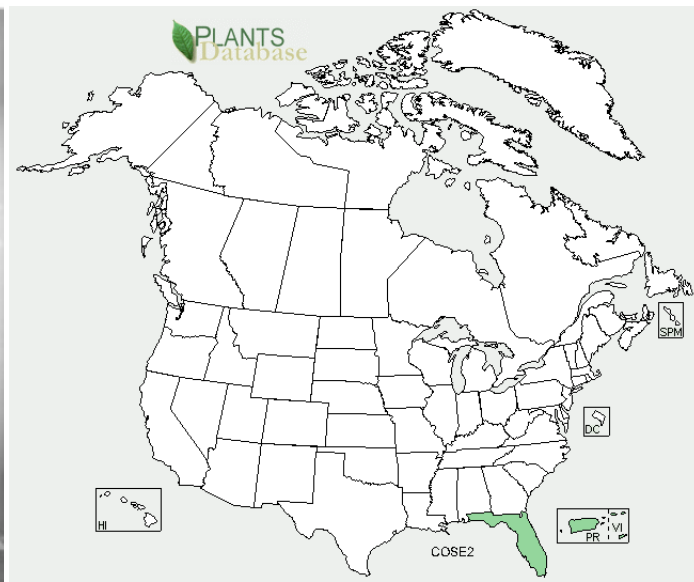 PLANTS
Database
SPM
DC
HI
PR
VI
COSE2